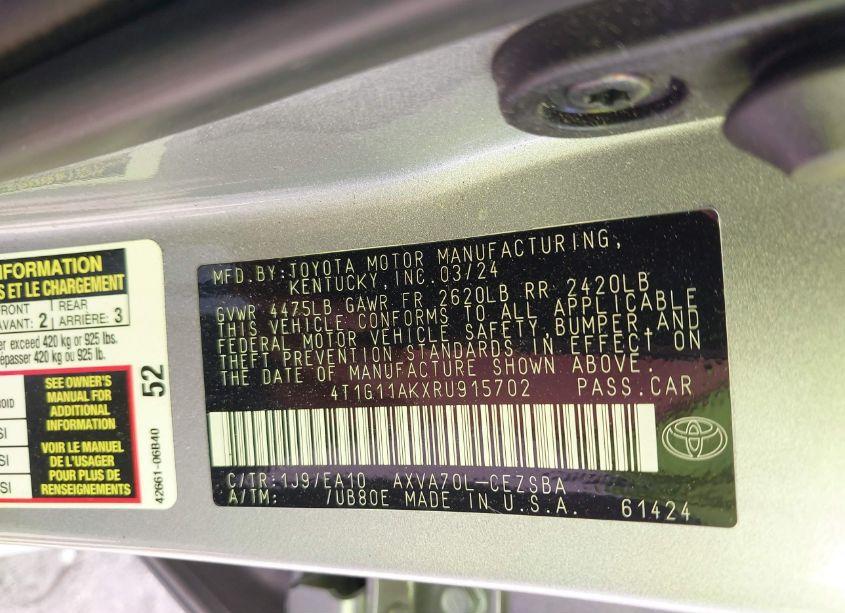 NFORMATION
S ET LE CHARGEMENT
FRONT
AVANT: 2
REAR
ARRIÈRE: 3
er exceed 420 kg or 925 lbs.
épasser 420 kg ou 925 lb.
SEE OWNER'S
MANUAL FOR
ADDITIONAL
INFORMATION
VOIR LE MANUEL
DE L'USAGER
POUR PLUS DE
RENSEIGNEMENTS
52
42661-06B40
MFD.BY:TOYOTA MOTOR MANUFACTURING,
KENTUCKY,INC.03/24
GVWR 4475LB GAWR FR 2620LB RR 2420LB
THIS VEHICLE CONFORMS TO ALL APPLICABLE
FEDERAL MOTOR VEHICLE SAFETY,BUMPER,AND
THEFT PREVENTION STANDARDS IN EFFECT ON
THE DATE OF MANUFACTURE SHOWN ABOVE.
4T1G11AKXRU915702 PASS.CAR
C/TR:1J9/EA10 AXVA70L-CEZSBA
A/TM: 7UB80E MADE IN U.S.A. 61424